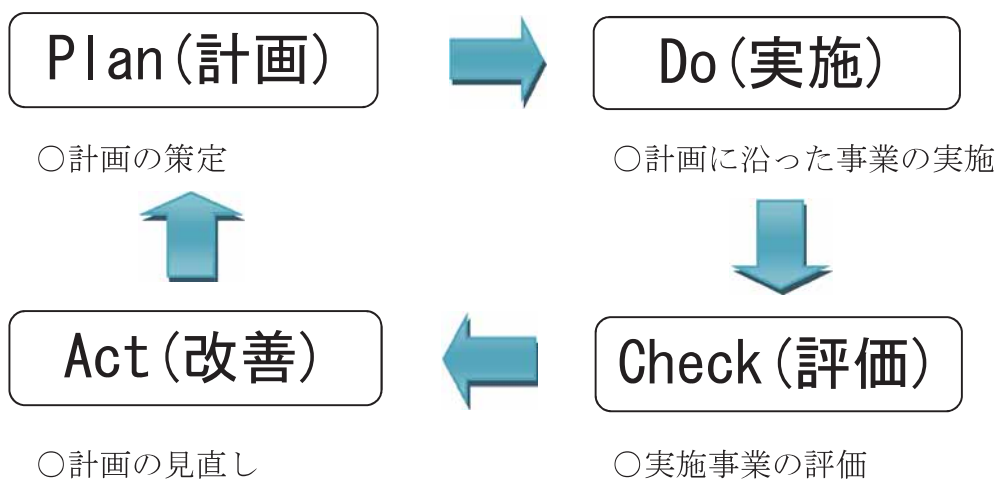 Plan(計画)
Do(実施)
○計画の策定
○計画に沿った事業の実施
Act(改善)
Check(評価)
○計画の見直し
○実施事業の評価